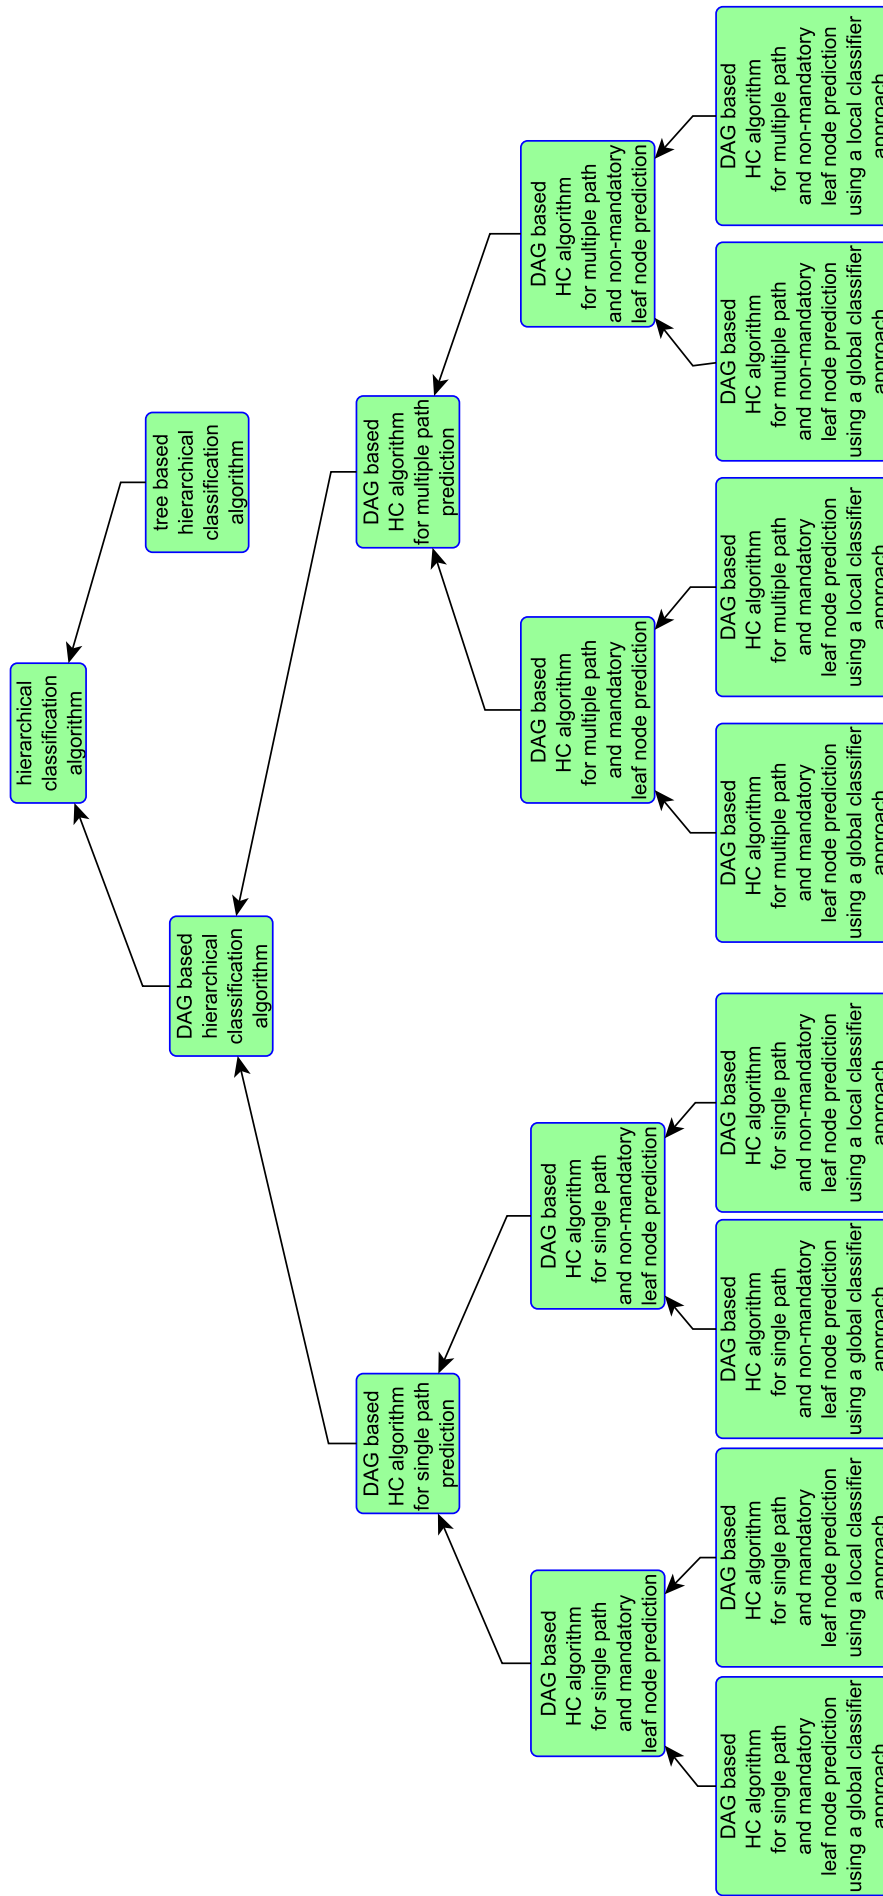 hierarchical
classification
algorithm
DAG based
hierarchical
classification
algorithm
tree based
hierarchical
classification
algorithm
DAG based
HC algorithm
for single path
prediction
DAG based
HC algorithm
for multiple path
prediction
DAG based
HC algorithm
for single path
and mandatory
leaf node prediction
DAG based
HC algorithm
for single path
and non-mandatory
leaf node prediction
DAG based
HC algorithm
for multiple path
and mandatory
leaf node prediction
DAG based
HC algorithm
for multiple path
and non-mandatory
leaf node prediction
DAG based
HC algorithm
for single path
and mandatory
leaf node prediction
using a global classifier
approach
DAG based
HC algorithm
for single path
and mandatory
leaf node prediction
using a local classifier
approach
DAG based
HC algorithm
for single path
and non-mandatory
leaf node prediction
using a global classifier
approach
DAG based
HC algorithm
for single path
and non-mandatory
leaf node prediction
using a local classifier
approach
DAG based
HC algorithm
for multiple path
and mandatory
leaf node prediction
using a global classifier
approach
DAG based
HC algorithm
for multiple path
and mandatory
leaf node prediction
using a local classifier
approach
DAG based
HC algorithm
for multiple path
and non-mandatory
leaf node prediction
using a global classifier
approach
DAG based
HC algorithm
for multiple path
and non-mandatory
leaf node prediction
using a local classifier
approach